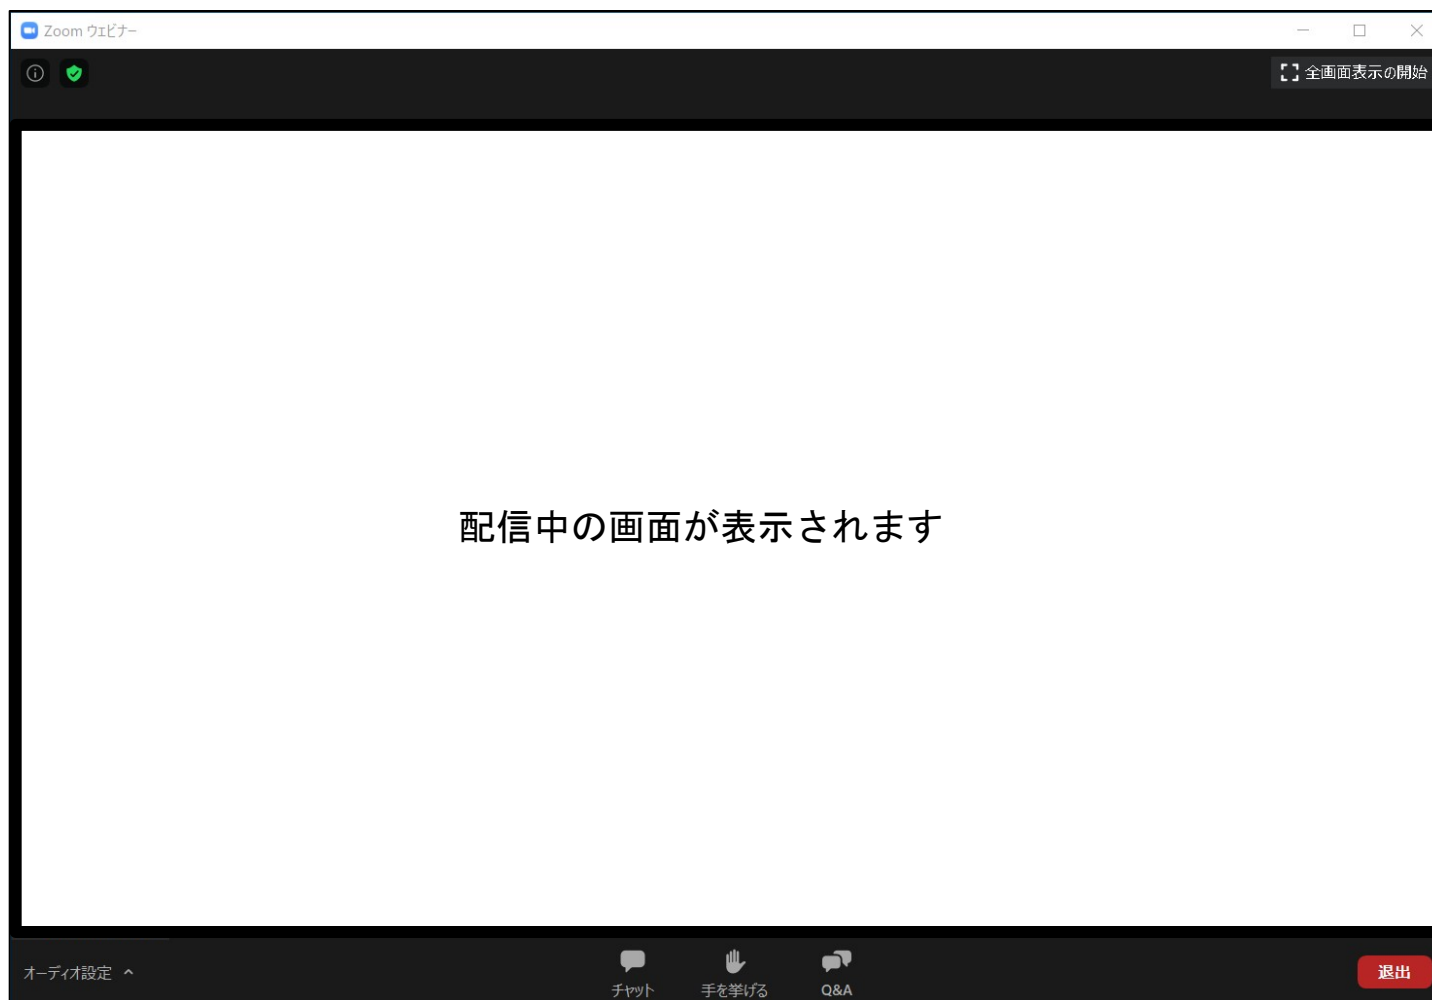 Zoom ウェビナー
全画面表示の開始
配信中の画面が表示されます
オーディオ設定
チャット
手を挙げる
Q&A
退出